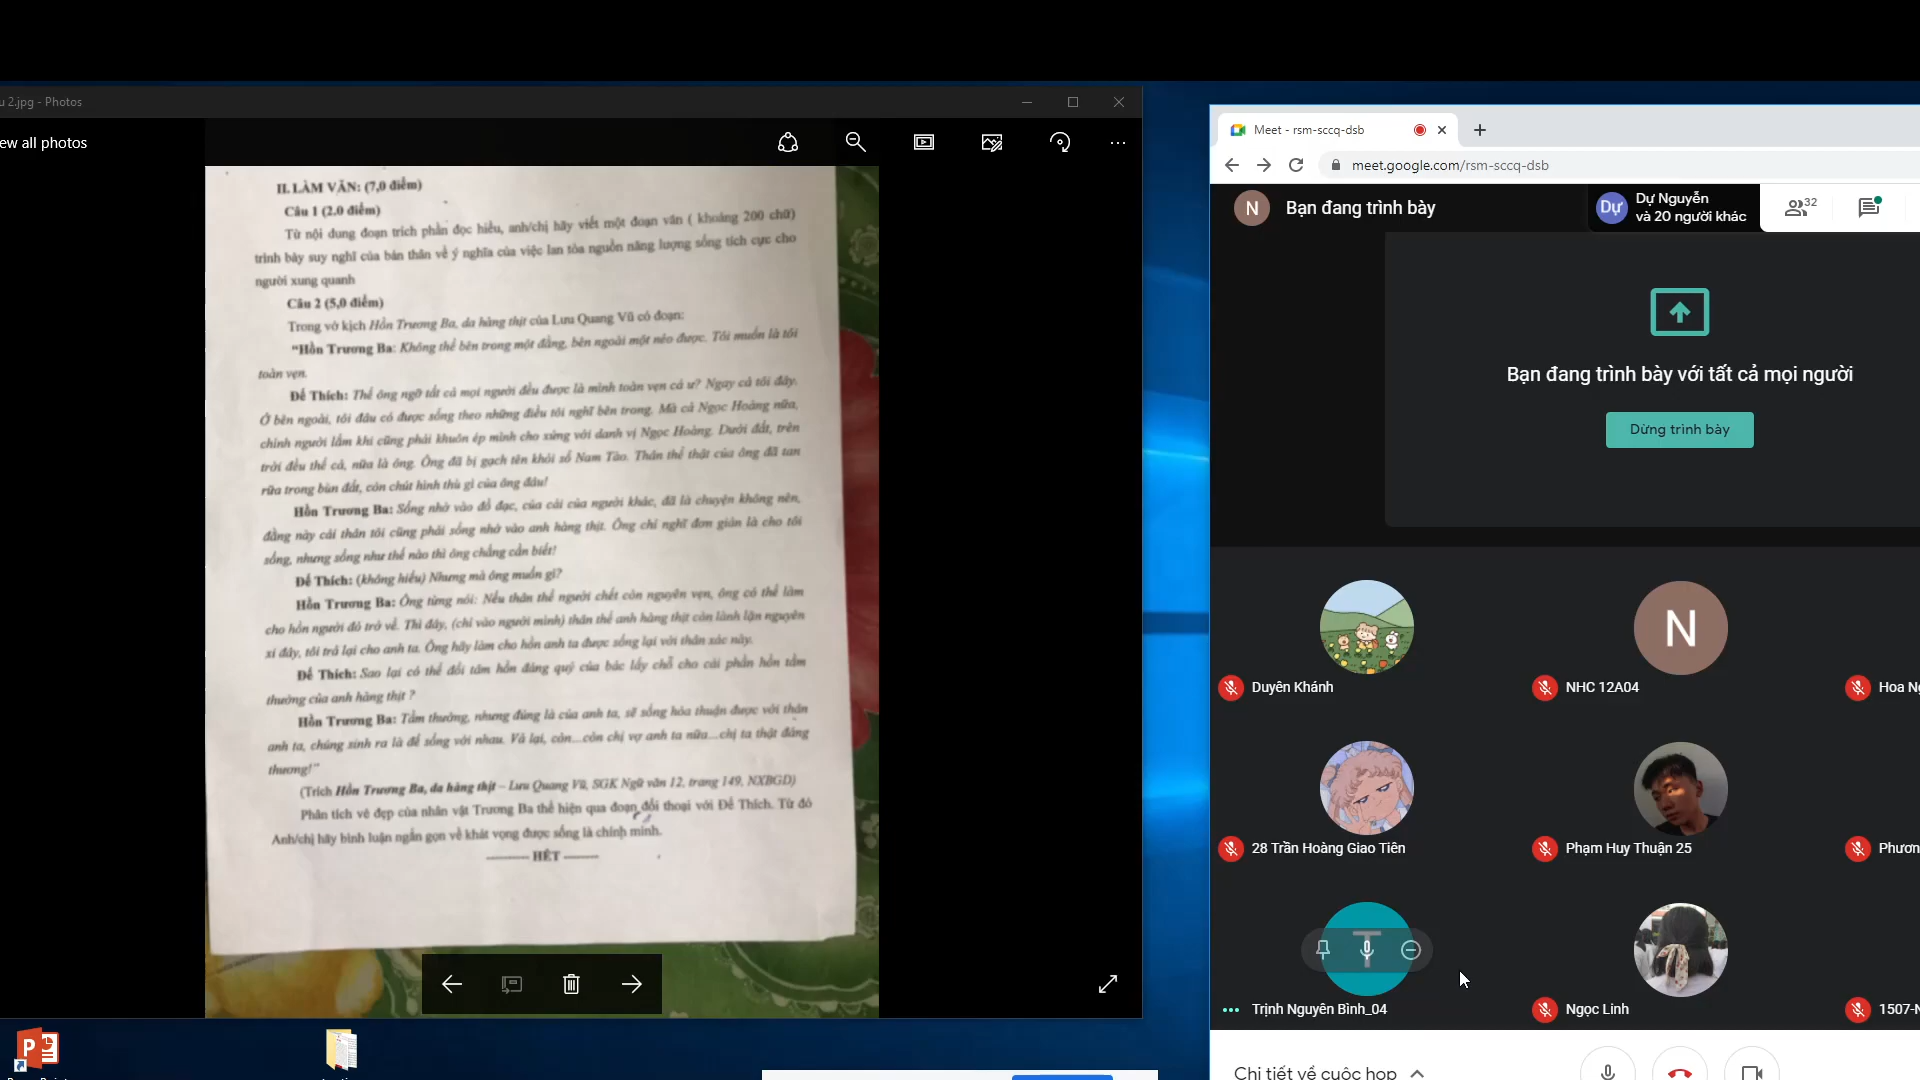 u 2.jpg - Photos
ew all photos
II. LÀM VĂN: (7,0 điểm)
Câu 1 (2.0 điểm)
Từ nội dung đoạn trích phần đọc hiểu, anh/chị hãy viết một đoạn văn ( khoảng 200 chữ)
trình bày suy nghĩ của bản thân về ý nghĩa của việc lan tỏa nguồn năng lượng sống tích cực cho
người xung quanh
Câu 2 (5,0 điểm)
Trong vở kịch Hồn Trương Ba, da hàng thịt của Lưu Quang Vũ có đoạn:
"Hồn Trương Ba: Không thể bên trong một đằng, bên ngoài một nẻo được. Tôi muốn là tôi
toàn vẹn.
Đế Thích: Thế ông ngỡ tất cả mọi người đều được là mình toàn vẹn cả ư? Ngay cả tôi đây.
Ở bên ngoài, tôi đâu có được sống theo những điều tôi nghĩ bên trong. Mà cả Ngọc Hoàng nữa,
chính người lắm khi cũng phải khuôn ép mình cho xứng với danh vị Ngọc Hoàng. Dưới đất, trên
trời đều thế cả, nữa là ông. Ông đã bị gạch tên khỏi sổ Nam Tào. Thân thể thật của ông đã tan
rữa trong bùn đất, còn chút hình thù gì của ông đâu!
Hồn Trương Ba: Sống nhờ vào đồ đạc, của cải của người khác, đã là chuyện không nên,
đằng này cái thân tôi cũng phải sống nhờ vào anh hàng thịt. Ông chỉ nghĩ đơn giản là cho tôi
sống, nhưng sống như thế nào thì ông chẳng cần biết!
Đế Thích: (không hiểu) Nhưng mà ông muốn gì?
Hồn Trương Ba: Ông từng nói: Nếu thân thể người chết còn nguyên vẹn, ông có thể làm
cho hồn người đó trở về. Thì đây, (chỉ vào người mình) thân thể anh hàng thịt còn lành lặn nguyên
xi đây, tôi trả lại cho anh ta. Ông hãy làm cho hồn anh ta được sống lại với thân xác này.
Đế Thích: Sao lại có thể đổi tâm hồn đáng quý của bác lấy chỗ cho cái phần hồn tầm
thường của anh hàng thịt ?
Hồn Trương Ba: Tầm thường, nhưng đúng là của anh ta, sẽ sống hòa thuận được với thân
anh ta, chúng sinh ra là để sống với nhau. Vả lại, còn...còn chị vợ anh ta nữa...chị ta thật đáng
thương!"
(Trích Hồn Trương Ba, da hàng thịt – Lưu Quang Vũ, SGK Ngữ văn 12, trang 149, NXBGD)
Phân tích vẻ đẹp của nhân vật Trương Ba thể hiện qua đoạn đối thoại với Đế Thích. Từ đó
Anh/chị hãy bình luận ngắn gọn về khát vọng được sống là chính mình.
---------- HẾT --------
Meet - rsm-sccq-dsb
meet.google.com/rsm-sccq-dsb
N
Bạn đang trình bày
Dự
Dự Nguyễn
và 20 người khác
32
Bạn đang trình bày với tất cả mọi người
Dừng trình bày
Duyên Khánh
N
NHC 12A04
28 Trần Hoàng Giao Tiên
Phạm Huy Thuận 25
T
Trịnh Nguyên Bình_04
Ngọc Linh
1507-
Chi tiết về cuộc họp